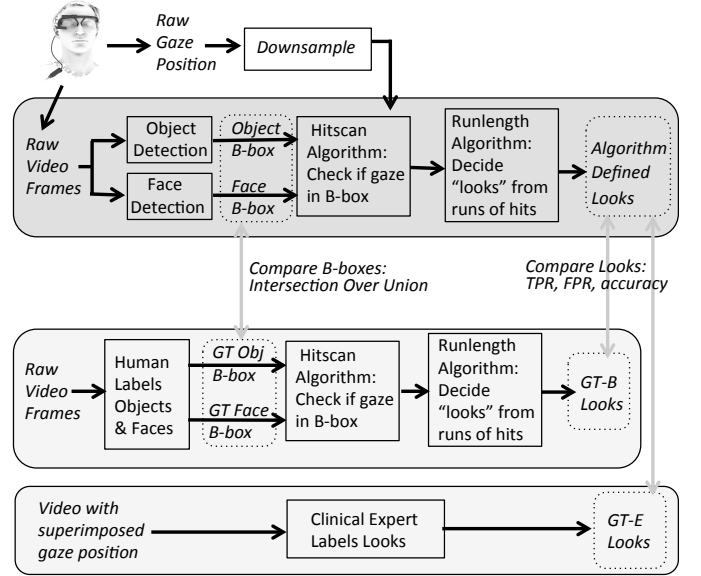 Raw
Gaze
Position
Downsample
Raw
Video
Frames
Object
Detection
Face
Detection
Object
B-box
Face
B-box
Hitscan
Algorithm:
Check if gaze
in B-box
Runlength
Algorithm:
Decide
“looks” from
runs of hits
Algorithm
Defined
Looks
Compare B-boxes:
Intersection Over Union
Compare Looks:
TPR, FPR, accuracy
Raw
Video
Frames
Human
Labels
Objects
& Faces
GT Obj
B-box
GT Face
B-box
Hitscan
Algorithm:
Check if gaze
in B-box
Runlength
Algorithm:
Decide
“looks” from
runs of hits
GT-B
Looks
Video with
superimposed
gaze position
Clinical Expert
Labels Looks
GT-E
Looks